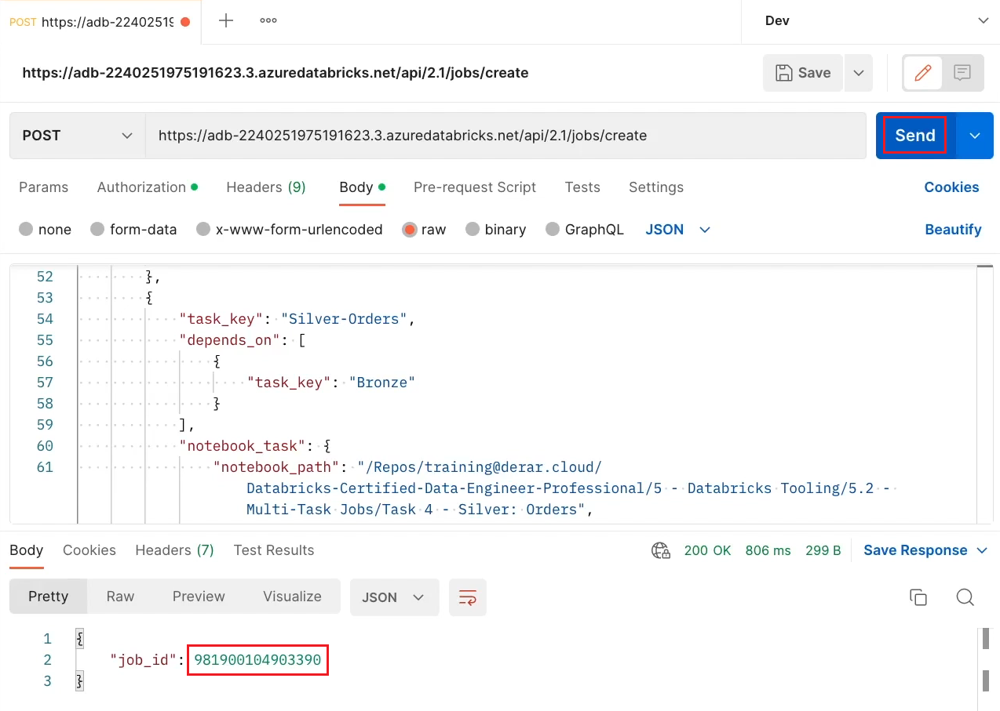 POST https://adb-2240251 Dev
https://adb-2240251975191623.3.azuredatabricks.net/api/2.1/jobs/create Save
POST https://adb-2240251975191623.3.azuredatabricks.net/api/2.1/jobs/create Send
Params Authorization Headers (9) Body Pre-request Script Tests Settings Cookies
none form-data x-www-form-urlencoded raw binary GraphQL JSON Beautify
52 },
53 {
54 "task_key": "Silver-Orders",
55 "depends_on": [
56 {
57 "task_key": "Bronze"
58 }
59 ],
60 "notebook_task": {
61 "notebook_path": "/Repos/training@derar.cloud/
Databricks-Certified-Data-Engineer-Professional/5 - Databricks Tooling/5.2 -
Multi-Task Jobs/Task 4 - Silver: Orders",
Body Cookies Headers (7) Test Results 200 OK 806 ms 299 B Save Response
Pretty Raw Preview Visualize JSON
1 {
2 "job_id": 981900104903390
3 }